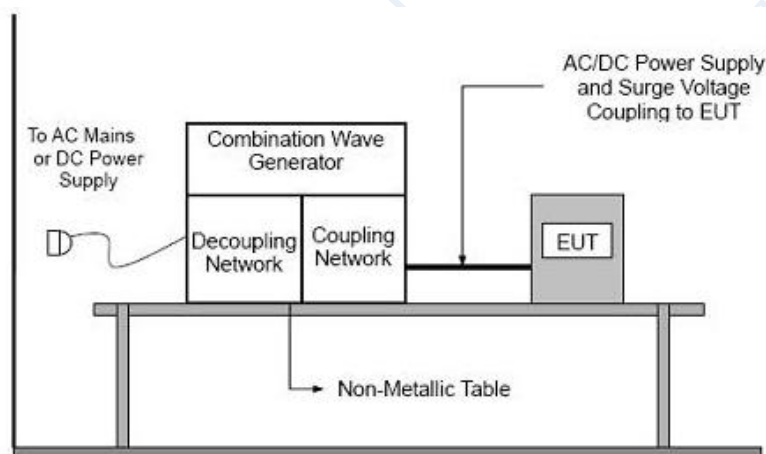 AC/DC Power Supply
and Surge Voltage
Coupling to EUT
To AC Mains
or DC Power
Supply
Combination Wave
Generator
Decoupling
Network
Coupling
Network
EUT
Non-Metallic Table